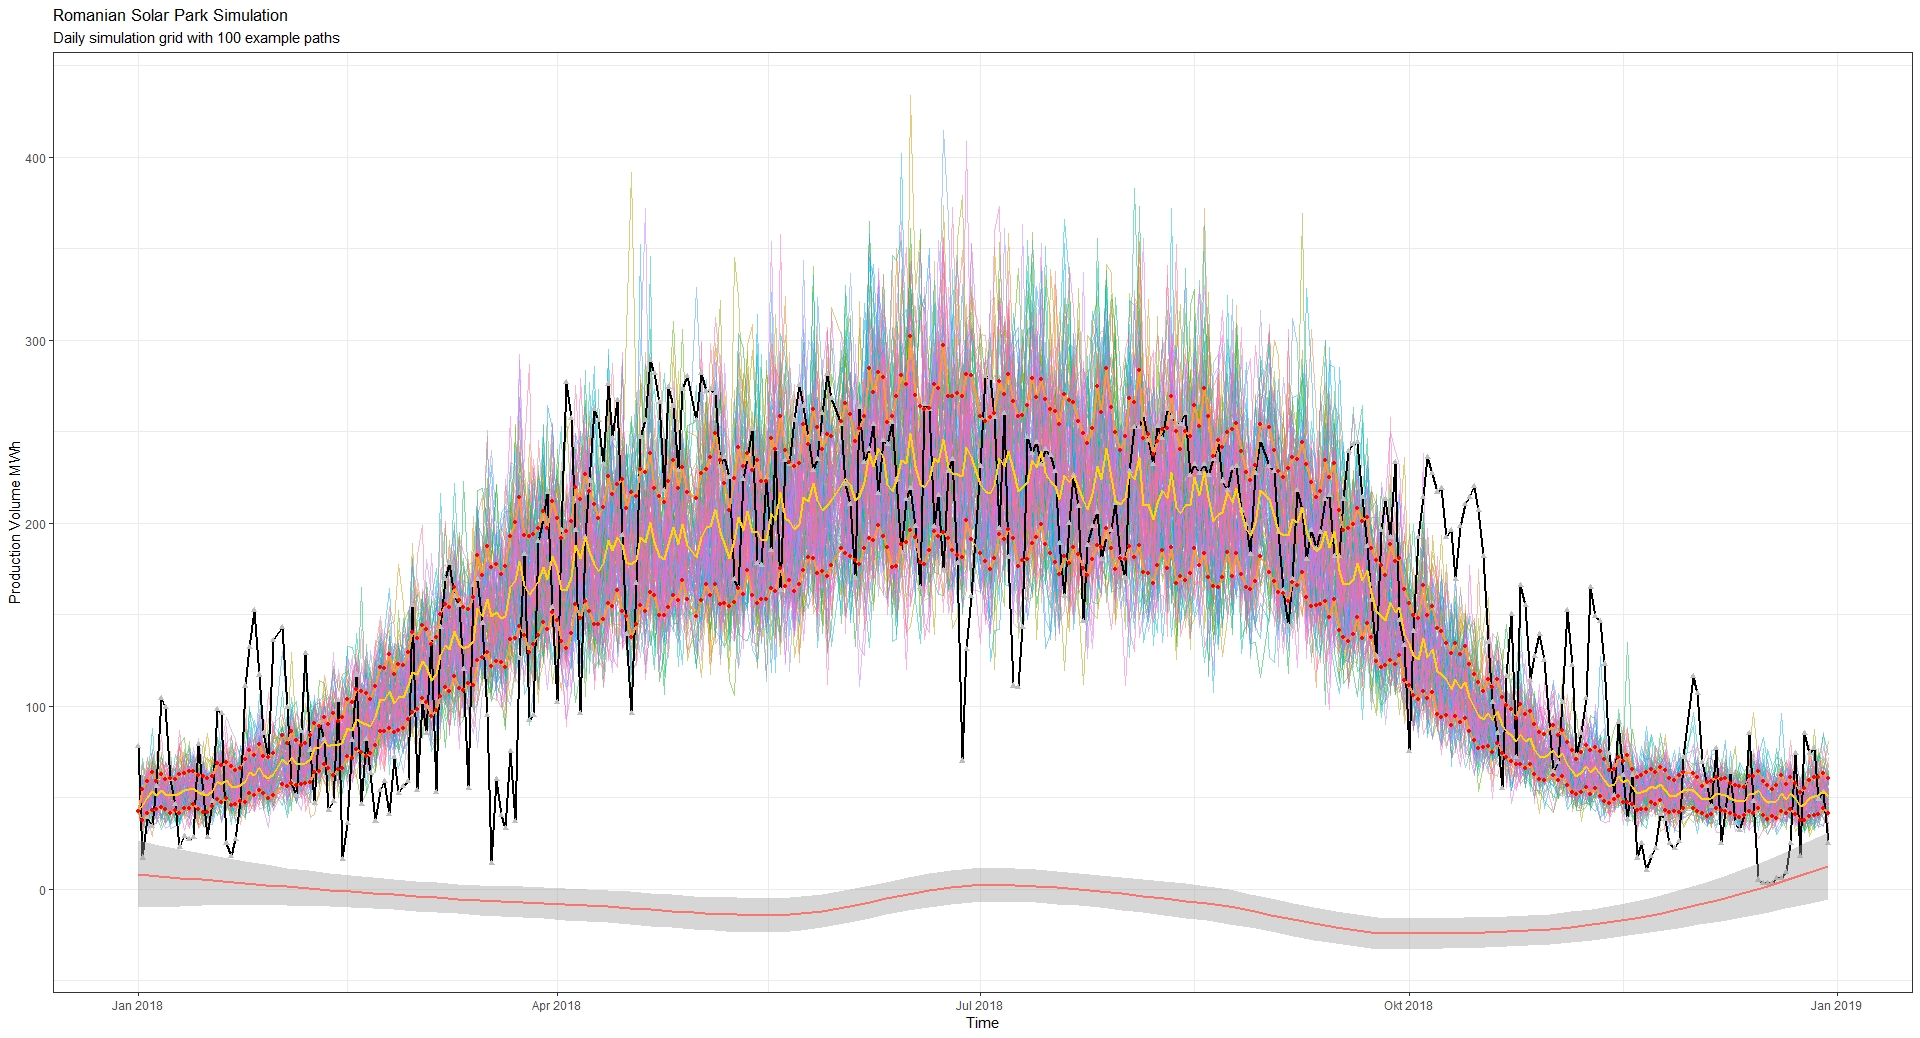 Romanian Solar Park Simulation
Daily simulation grid with 100 example paths
Production Volume MWh
400
300
200
100
0
Jan 2018
Apr 2018
Jul 2018
Okt 2018
Jan 2019
Time